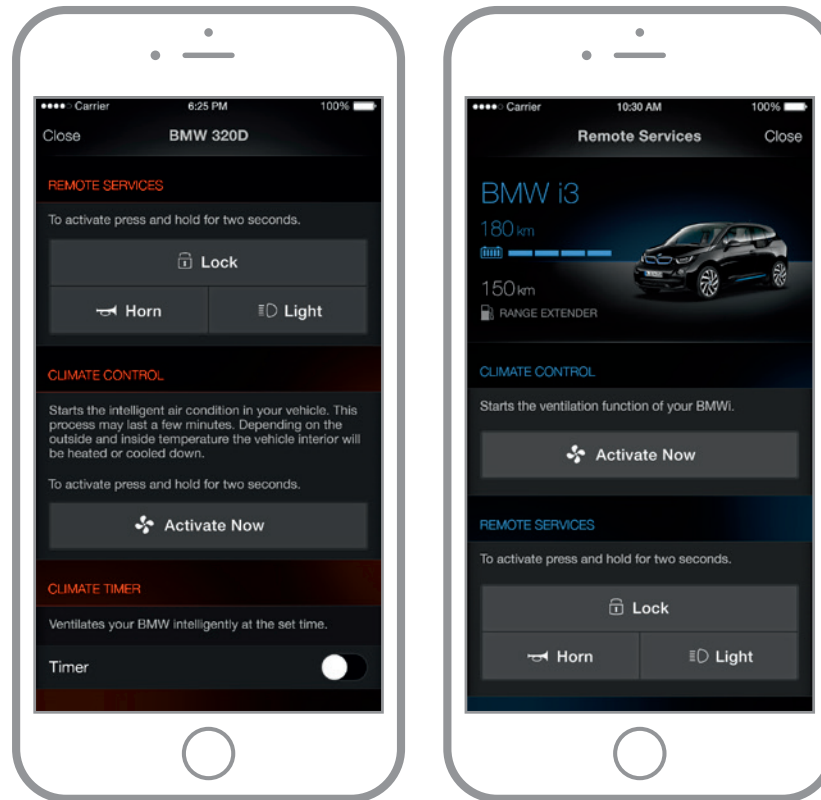 Carrier 6:25 PM 100%
Close BMW 320D
REMOTE SERVICES
To activate press and hold for two seconds.
Lock
Horn Light
CLIMATE CONTROL
Starts the intelligent air condition in your vehicle. This
process may last a few minutes. Depending on the
outside and inside temperature the vehicle interior will
be heated or cooled down.
To activate press and hold for two seconds.
Activate Now
CLIMATE TIMER
Ventilates your BMW intelligently at the set time.
Timer
Carrier 10:30 AM 100%
Remote Services Close
BMW i3
180 km
150 km
RANGE EXTENDER
CLIMATE CONTROL
Starts the ventilation function of your BMWi.
Activate Now
REMOTE SERVICES
To activate press and hold for two seconds.
Lock
Horn Light